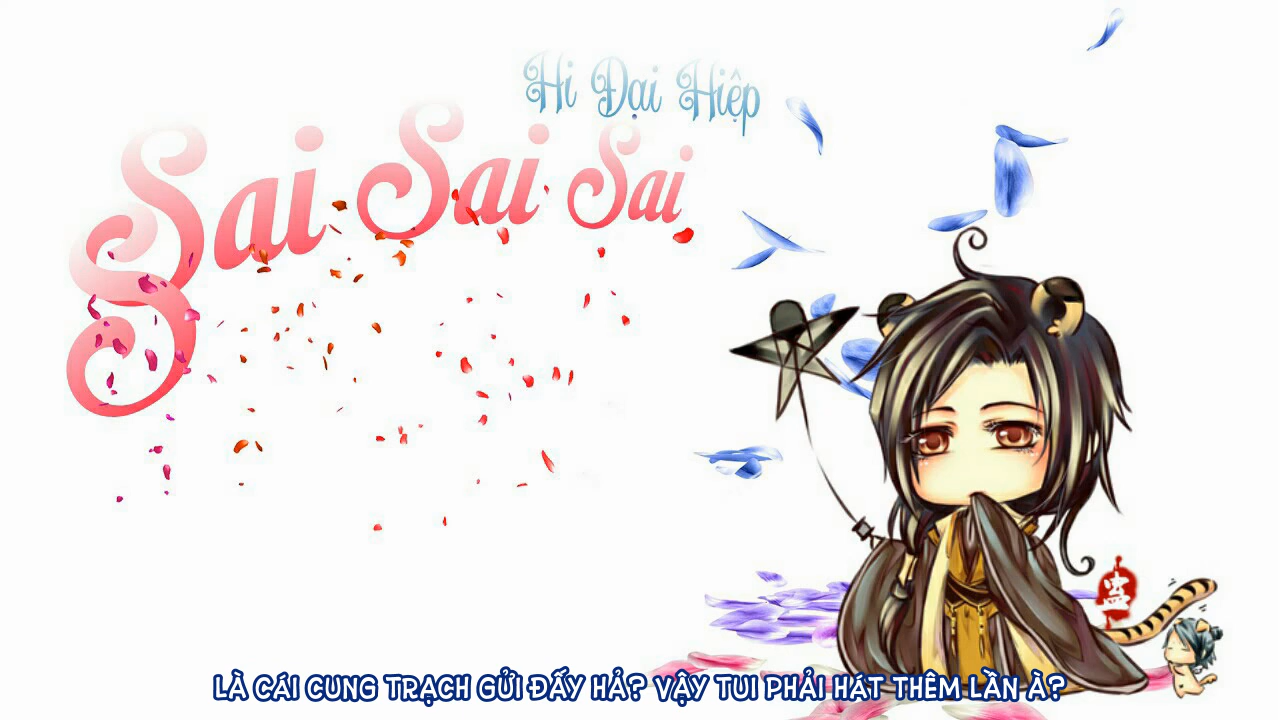 Hi Đại Hiệp
Sai Sai Sai
蛊
LÀ CÁI CUNG TRẠCH GỬI ĐẤY HẢ? VẬY TUI PHẢI HÁT THÊM LẦN À?